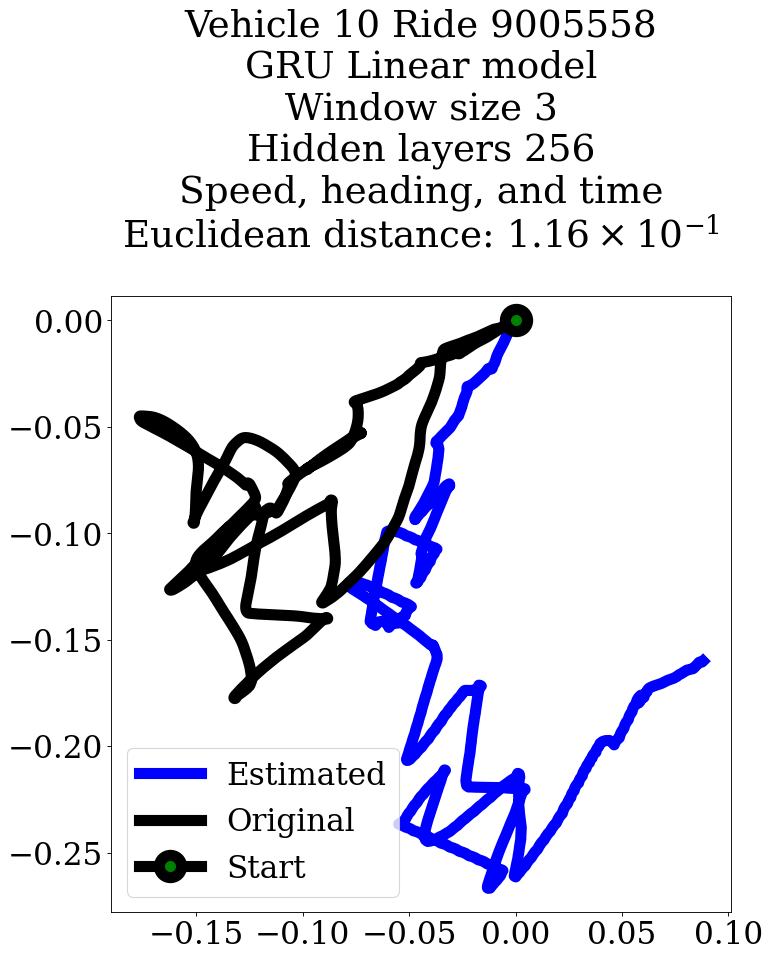 Vehicle 10 Ride 9005558
GRU Linear model
Window size 3
Hidden layers 256
Speed, heading, and time
Euclidean distance: 1.16 × 10⁻¹
0.00
−0.05
−0.10
−0.15
−0.20
−0.25
Estimated
Original
Start
−0.15 −0.10 −0.05 0.00 0.05 0.10